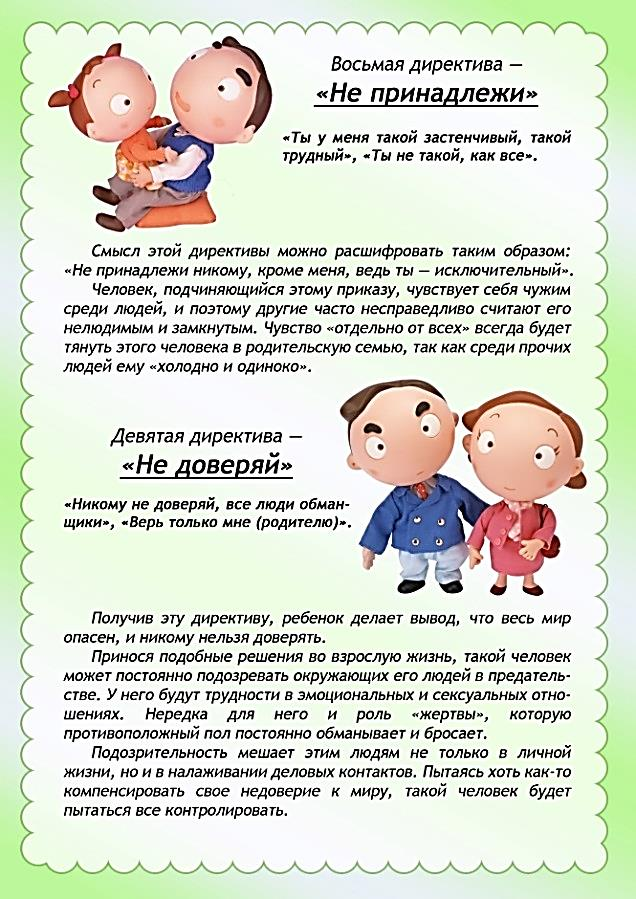 Восьмая директива —
«Не принадлежи»
«Ты у меня такой застенчивый, такой
трудный», «Ты не такой, как все».
Смысл этой директивы можно расшифровать таким образом:
«Не принадлежи никому, кроме меня, ведь ты — исключительный».
Человек, подчиняющийся этому приказу, чувствует себя чужим
среди людей, и поэтому другие часто несправедливо считают его
нелюдимым и замкнутым. Чувство «отдельно от всех» всегда будет
тянуть этого человека в родительскую семью, так как среди прочих
людей ему «холодно и одиноко».
Девятая директива —
«Не доверяй»
«Никому не доверяй, все люди обман-
щики», «Верь только мне (родителю)».
Получив эту директиву, ребенок делает вывод, что весь мир
опасен, и никому нельзя доверять.
Принося подобные решения во взрослую жизнь, такой человек
может постоянно подозревать окружающих его людей в предатель-
стве. У него будут трудности в эмоциональных и сексуальных отно-
шениях. Нередка для него и роль «жертвы», которую
противоположный пол постоянно обманывает и бросает.
Подозрительность мешает этим людям не только в личной
жизни, но и в налаживании деловых контактов. Пытаясь хоть как-то
компенсировать свое недоверие к миру, такой человек будет
пытаться все контролировать.